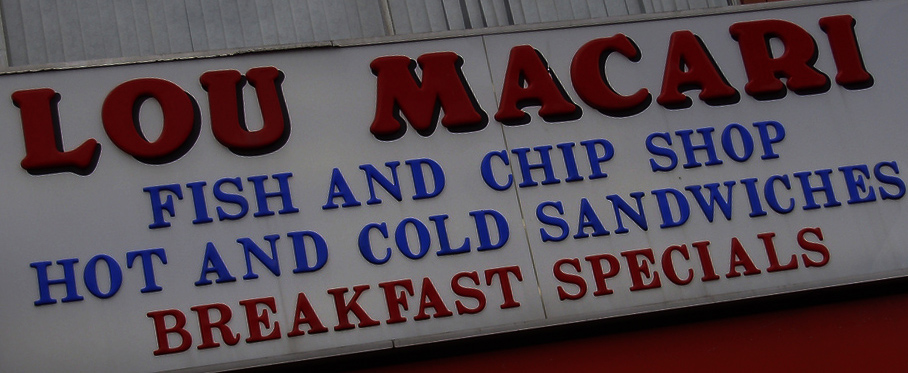 LOU MACARI
FISH AND CHIP SHOP
HOT AND COLD SANDWICHES
BREAKFAST SPECIALS